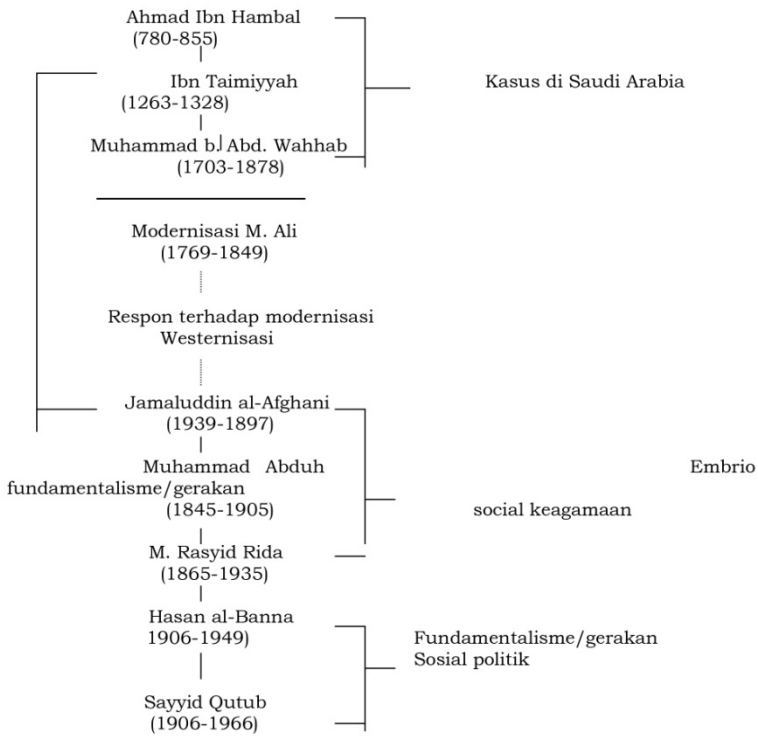 Ahmad Ibn Hambal
(780-855)
Ibn Taimiyyah
Kasus di Saudi Arabia
(1263-1328)
Muhammad b. Abd. Wahhab
(1703-1878)
Modernisasi M. Ali
(1769-1849)
Respon terhadap modernisasi
Westernisasi
Jamaluddin al-Afghani
(1939-1897)
Muhammad Abduh Embrio
fundamentalisme/gerakan
(1845-1905)
social keagamaan
M. Rasyid Rida
(1865-1935)
Hasan al-Banna
1906-1949)
Fundamentalisme/gerakan
Sosial politik
Sayyid Qutub
(1906-1966)